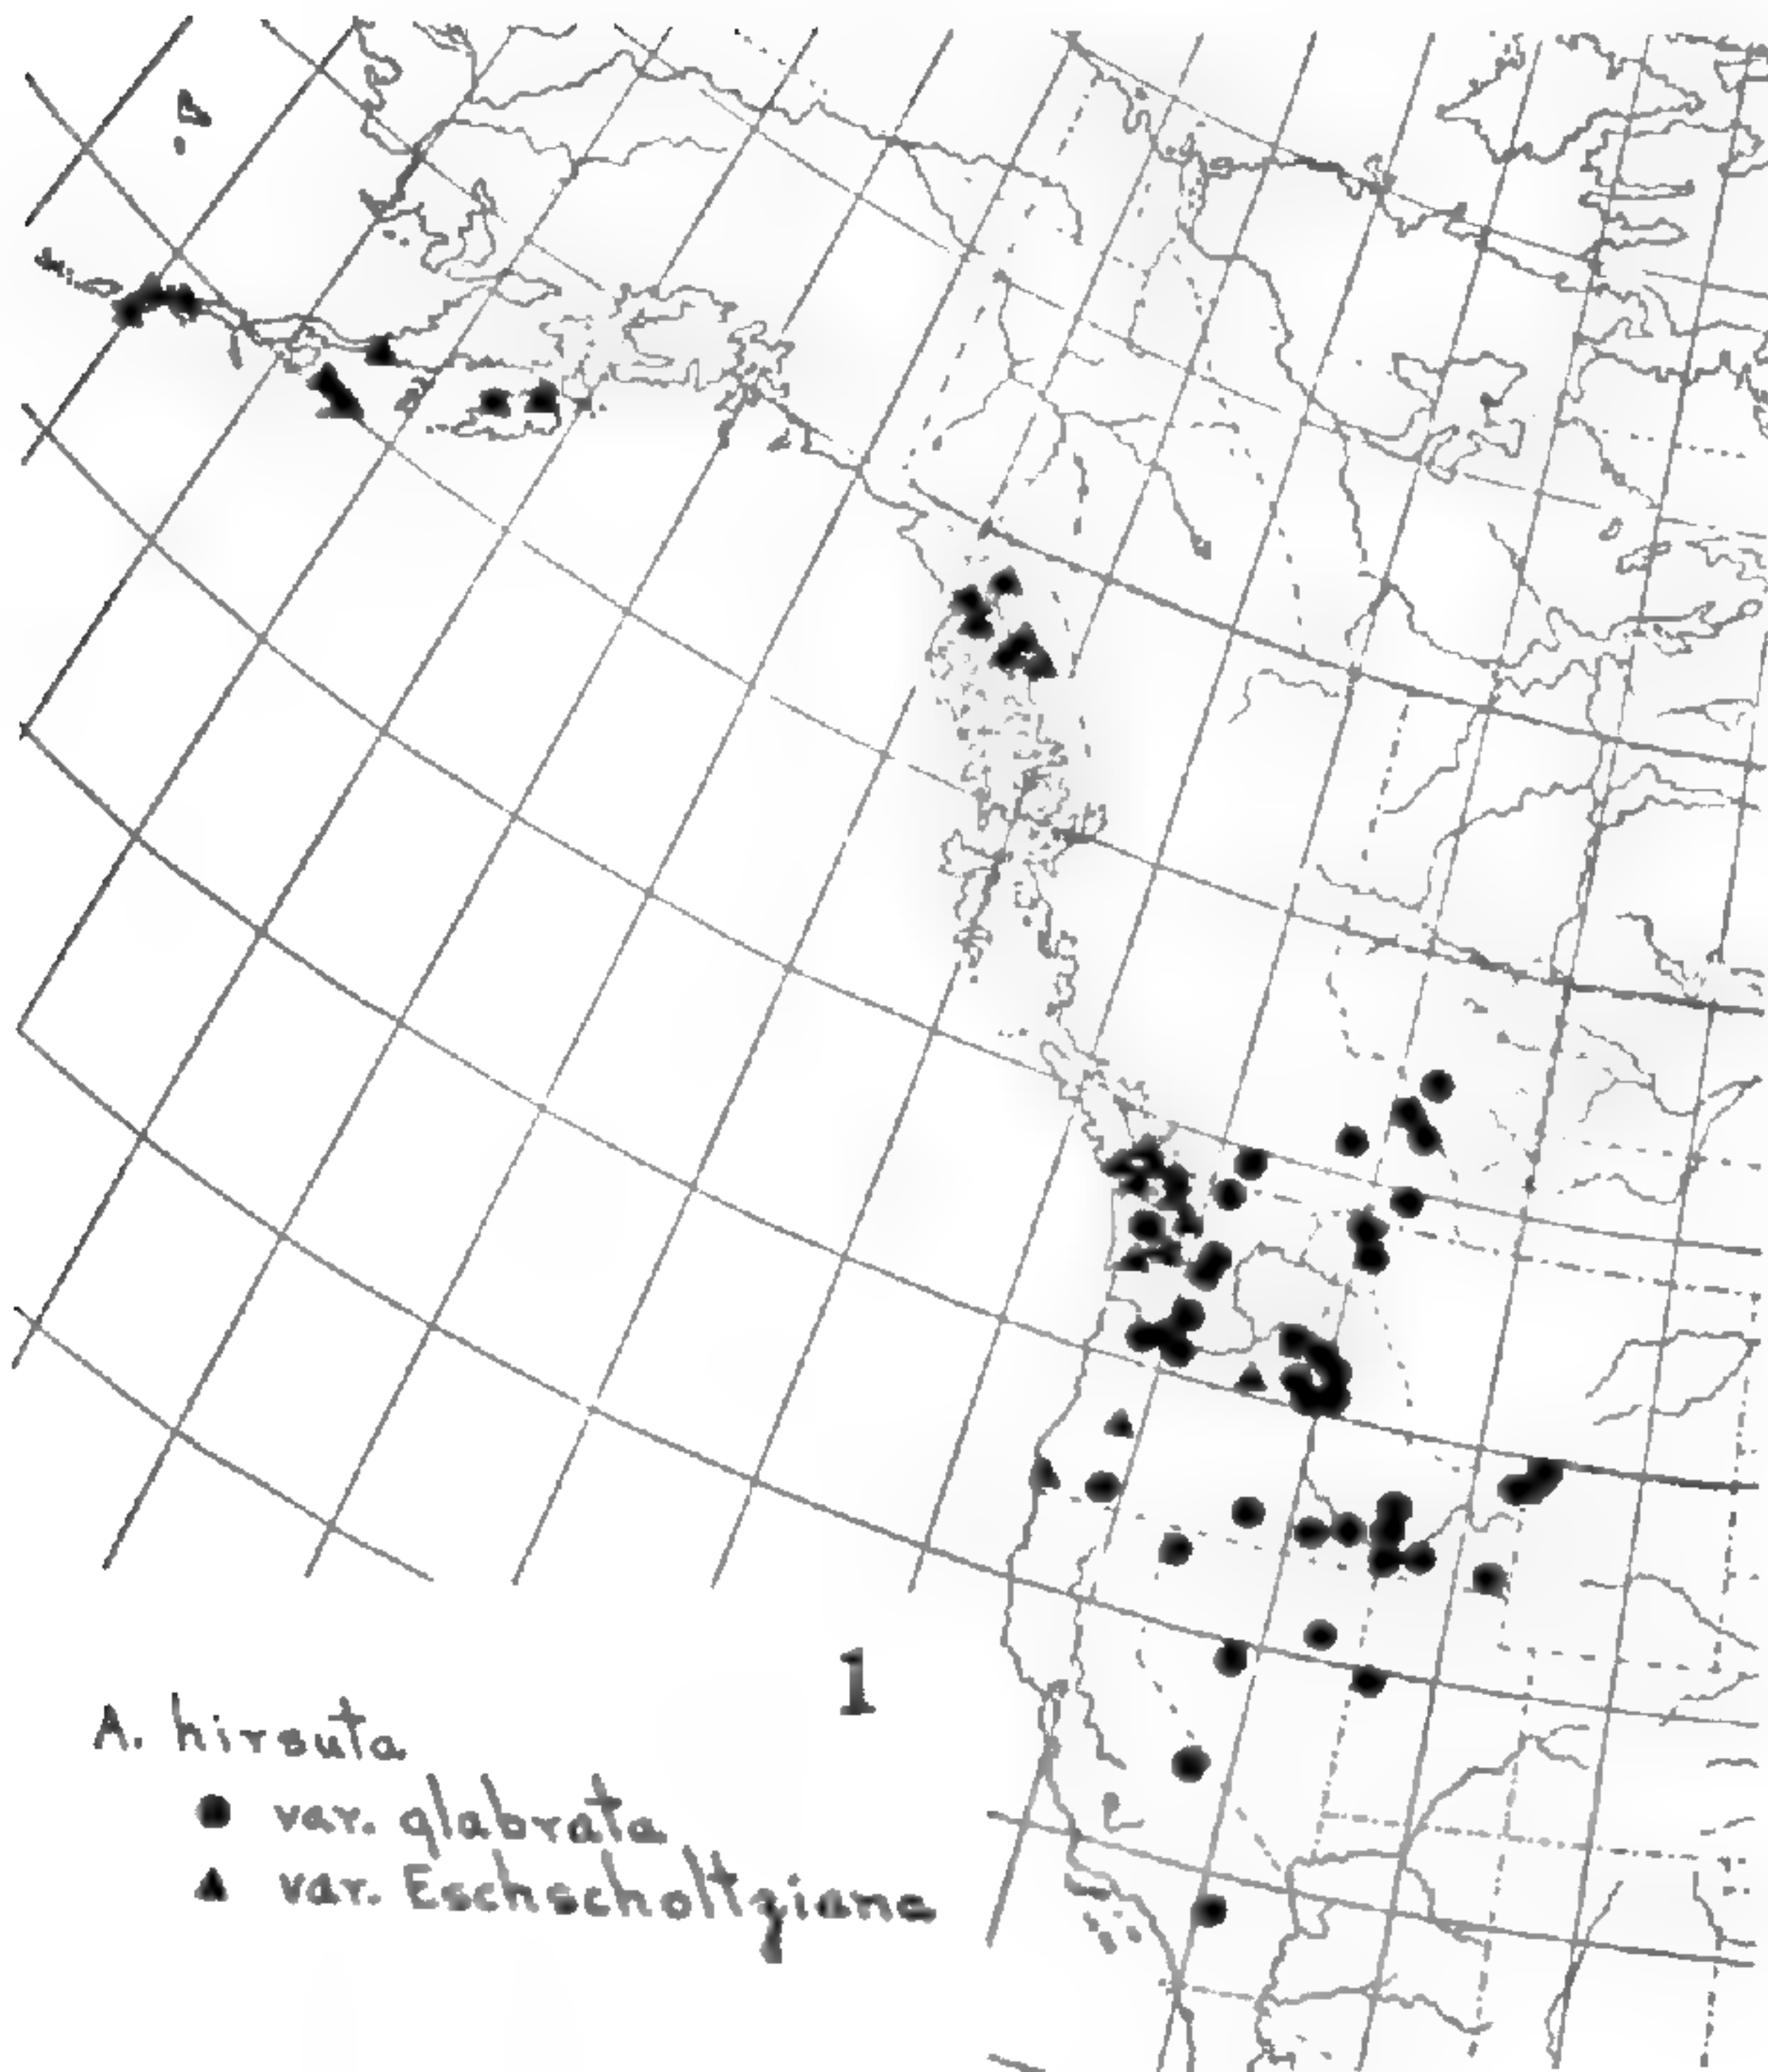 1
A. hirsuta
● var. glabrata
▲ var. Eschscholtziana